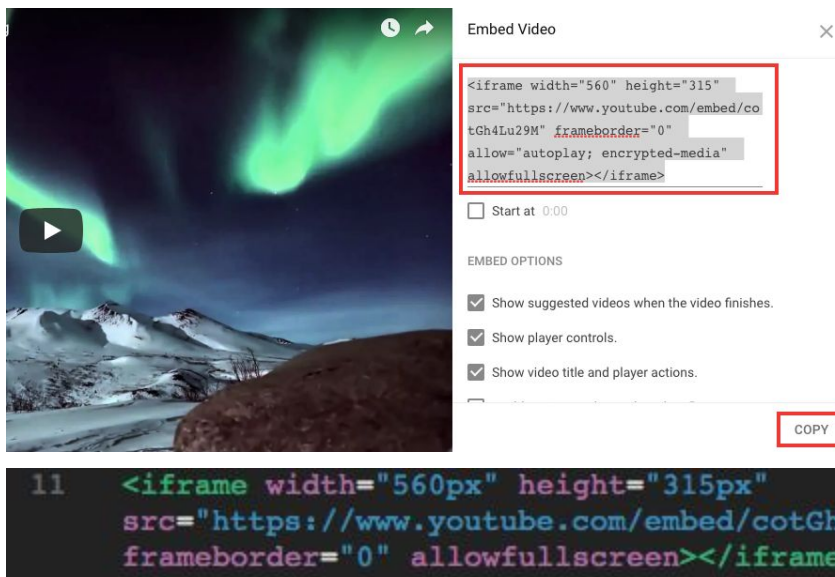 Embed Video
<iframe width="560" height="315"
src="https://www.youtube.com/embed/co
tGh4Lu29M" frameborder="0"
allow="autoplay; encrypted-media"
allowfullscreen></iframe>
Start at 0:00
EMBED OPTIONS
Show suggested videos when the video finishes.
Show player controls.
Show video title and player actions.
COPY
11 <iframe width="560px" height="315px"
src="https://www.youtube.com/embed/cotGh
frameborder="0" allowfullscreen></iframe